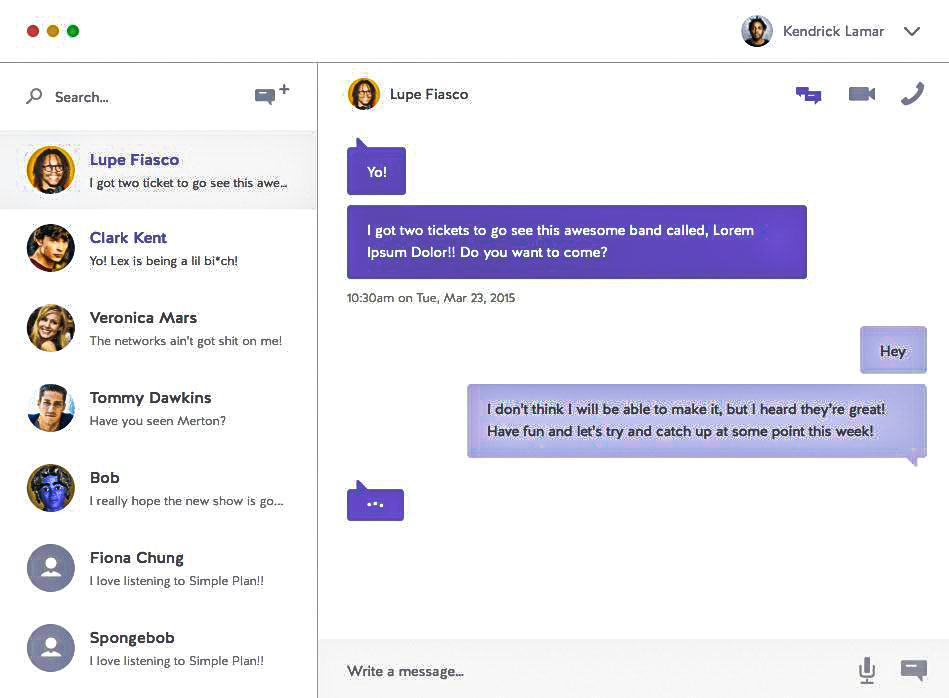 Kendrick Lamar
Search...
Lupe Fiasco
I got two ticket to go see this awe...
Clark Kent
Yo! Lex is being a lil bi*ch!
Veronica Mars
The networks ain't got shit on me!
Tommy Dawkins
Have you seen Merton?
Bob
I really hope the new show is go...
Fiona Chung
I love listening to Simple Plan!!
Spongebob
I love listening to Simple Plan!!
Lupe Fiasco
Yo!
I got two tickets to go see this awesome band called, Lorem
Ipsum Dolor!! Do you want to come?
10:30am on Tue, Mar 23, 2015
Hey
I don't think I will be able to make it, but I heard they're great!
Have fun and let's try and catch up at some point this week!
...
Write a message...